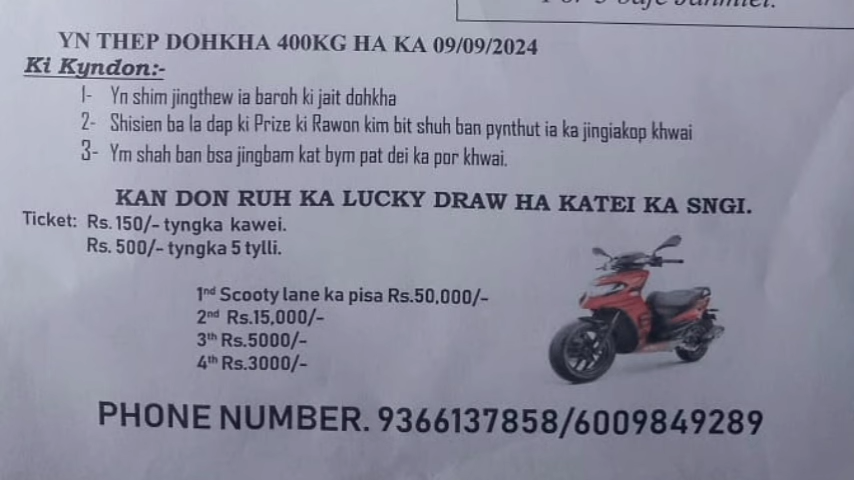 YN THEP DOHKHA 400KG HA KA 09/09/2024
Ki Kyndon:-
1- Yn shim jingthew ia baroh ki jait dohkha
2- Shisien ba la dap ki Prize ki Rawon kim bit shuh ban pynthut ia ka jingiakop khwai
3- Ym shah ban bsa jingbam kat bym pat dei ka por khwai.
KAN DON RUH KA LUCKY DRAW HA KATEI KA SNGI.
Ticket: Rs. 150/- tyngka kawei.
Rs. 500/- tyngka 5 tylli.
1nd Scooty lane ka pisa Rs.50,000/-
2nd Rs.15,000/-
3th Rs.5000/-
4th Rs.3000/-
PHONE NUMBER. 9366137858/6009849289